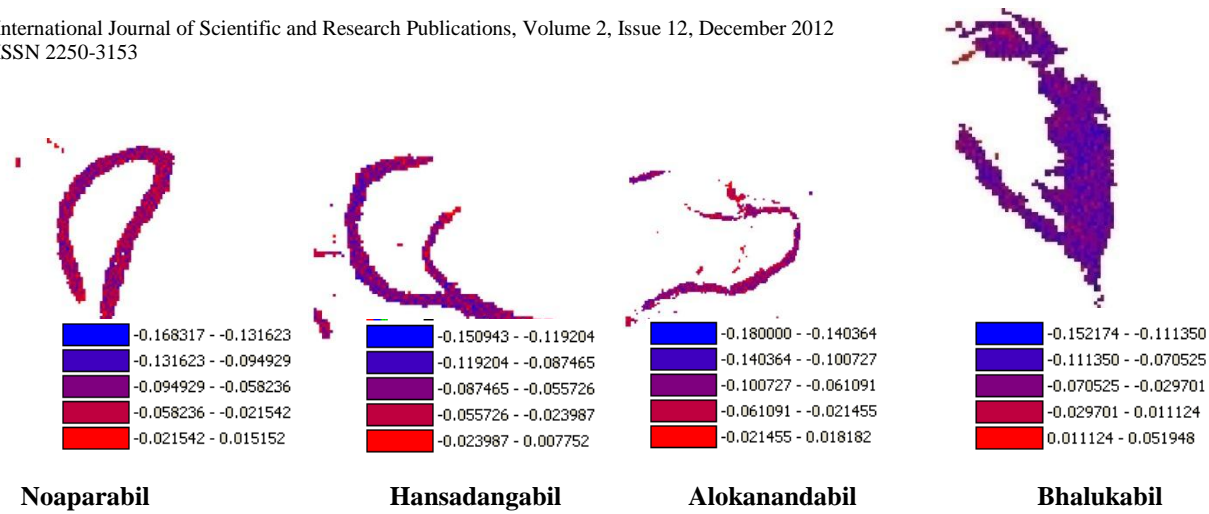 International Journal of Scientific and Research Publications, Volume 2, Issue 12, December 2012
ISSN 2250-3153
-0.168317 - -0.131623
-0.131623 - -0.094929
-0.094929 - -0.058236
-0.058236 - -0.021542
-0.021542 - 0.015152
-0.150943 - -0.119204
-0.119204 - -0.087465
-0.087465 - -0.055726
-0.055726 - -0.023987
-0.023987 - 0.007752
-0.180000 - -0.140364
-0.140364 - -0.100727
-0.100727 - -0.061091
-0.061091 - -0.021455
-0.021455 - 0.018182
-0.152174 - -0.111350
-0.111350 - -0.070525
-0.070525 - -0.029701
-0.029701 - 0.011124
0.011124 - 0.051948
Noaparabil Hansadangabil Alokanandabil Bhalukabil